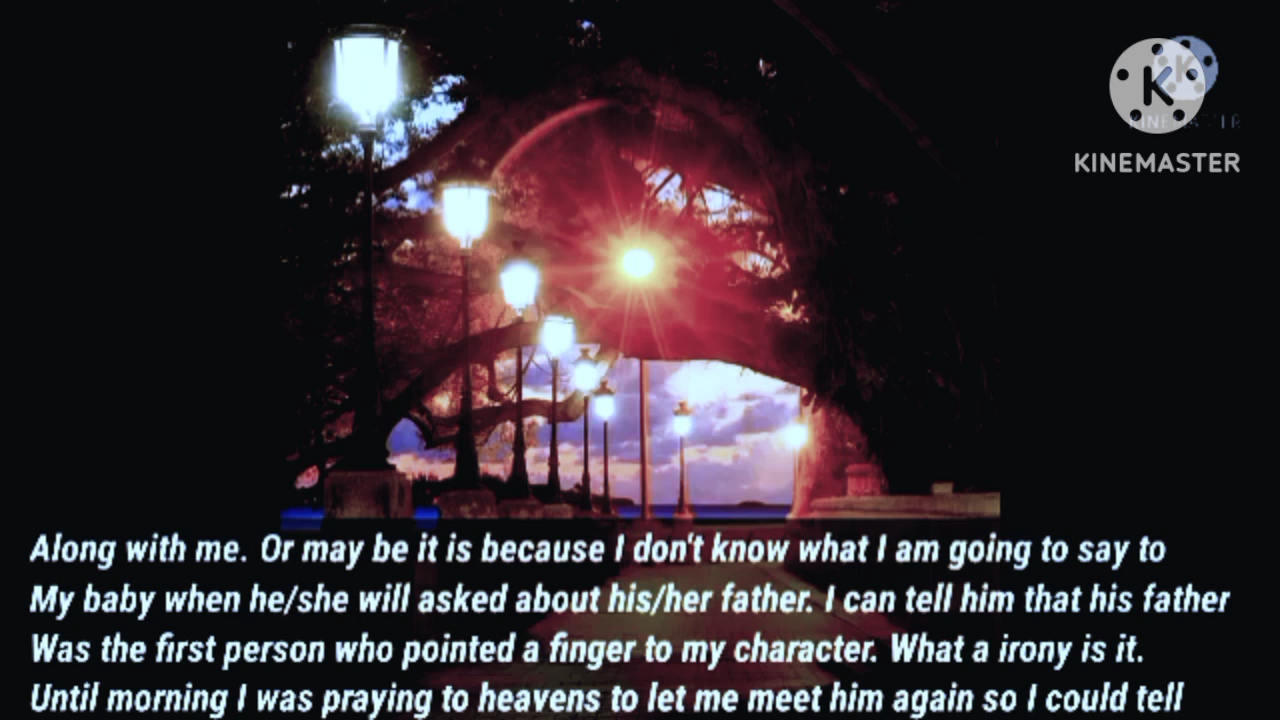 KINEMASTER
Along with me. Or may be it is because I don't know what I am going to say to
My baby when he/she will asked about his/her father. I can tell him that his father
Was the first person who pointed a finger to my character. What a irony is it.
Until morning I was praying to heavens to let me meet him again so I could tell